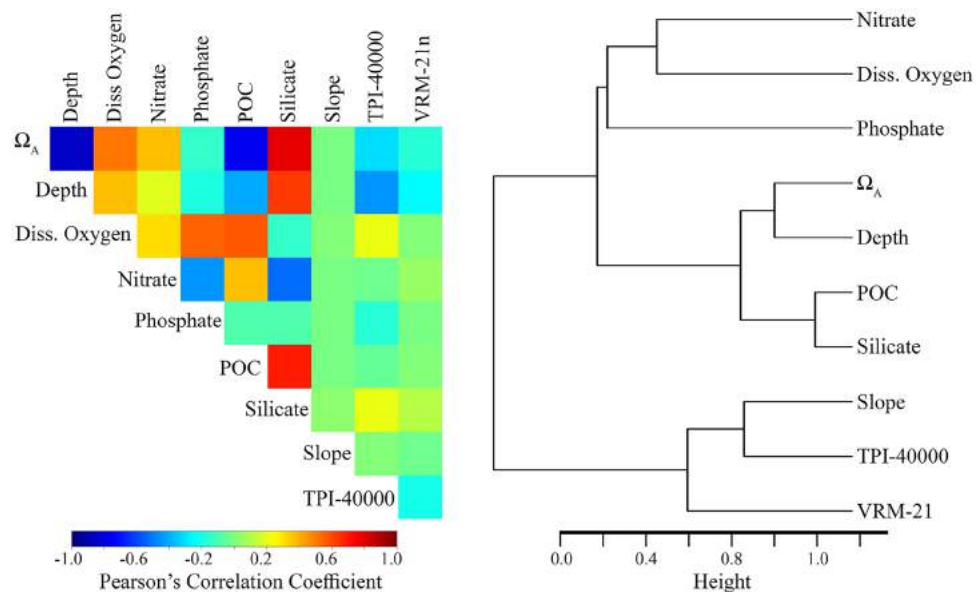 Depth
Diss Oxygen
Nitrate
Phosphate
POC
Silicate
Slope
TPI-40000
VRM-21n
Ω_A
Depth
Diss. Oxygen
Nitrate
Phosphate
POC
Silicate
Slope
TPI-40000
-1.0 -0.6 -0.2 0.2 0.6 1.0
Pearson's Correlation Coefficient
Nitrate
Diss. Oxygen
Phosphate
Ω_A
Depth
POC
Silicate
Slope
TPI-40000
VRM-21
0.0 0.4 0.8 1.0
Height